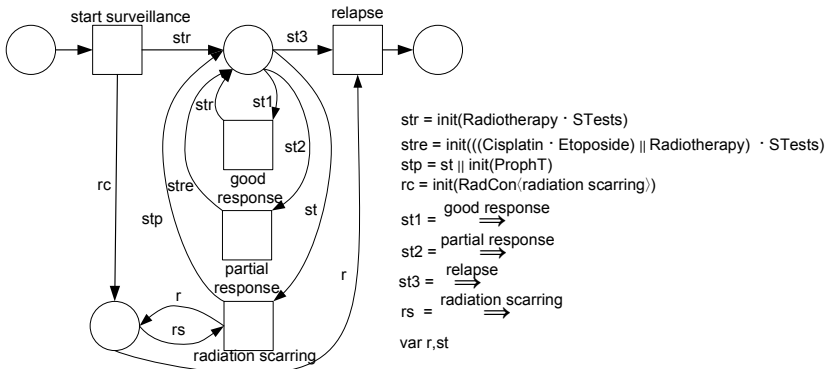 start surveillance
relapse
str
st3
str
st1
st2
rc
stre
good
response
stp
st
partial
response
r
r
rs
radiation scarring
str = init(Radiotherapy · STests)
stre = init(((Cisplatin · Etoposide) || Radiotherapy) · STests)
stp = st || init(ProphT)
rc = init(RadCon⟨radiation scarring⟩)
good response
st1 = ⇒
partial response
st2 = ⇒
relapse
st3 = ⇒
radiation scarring
rs = ⇒
var r,st